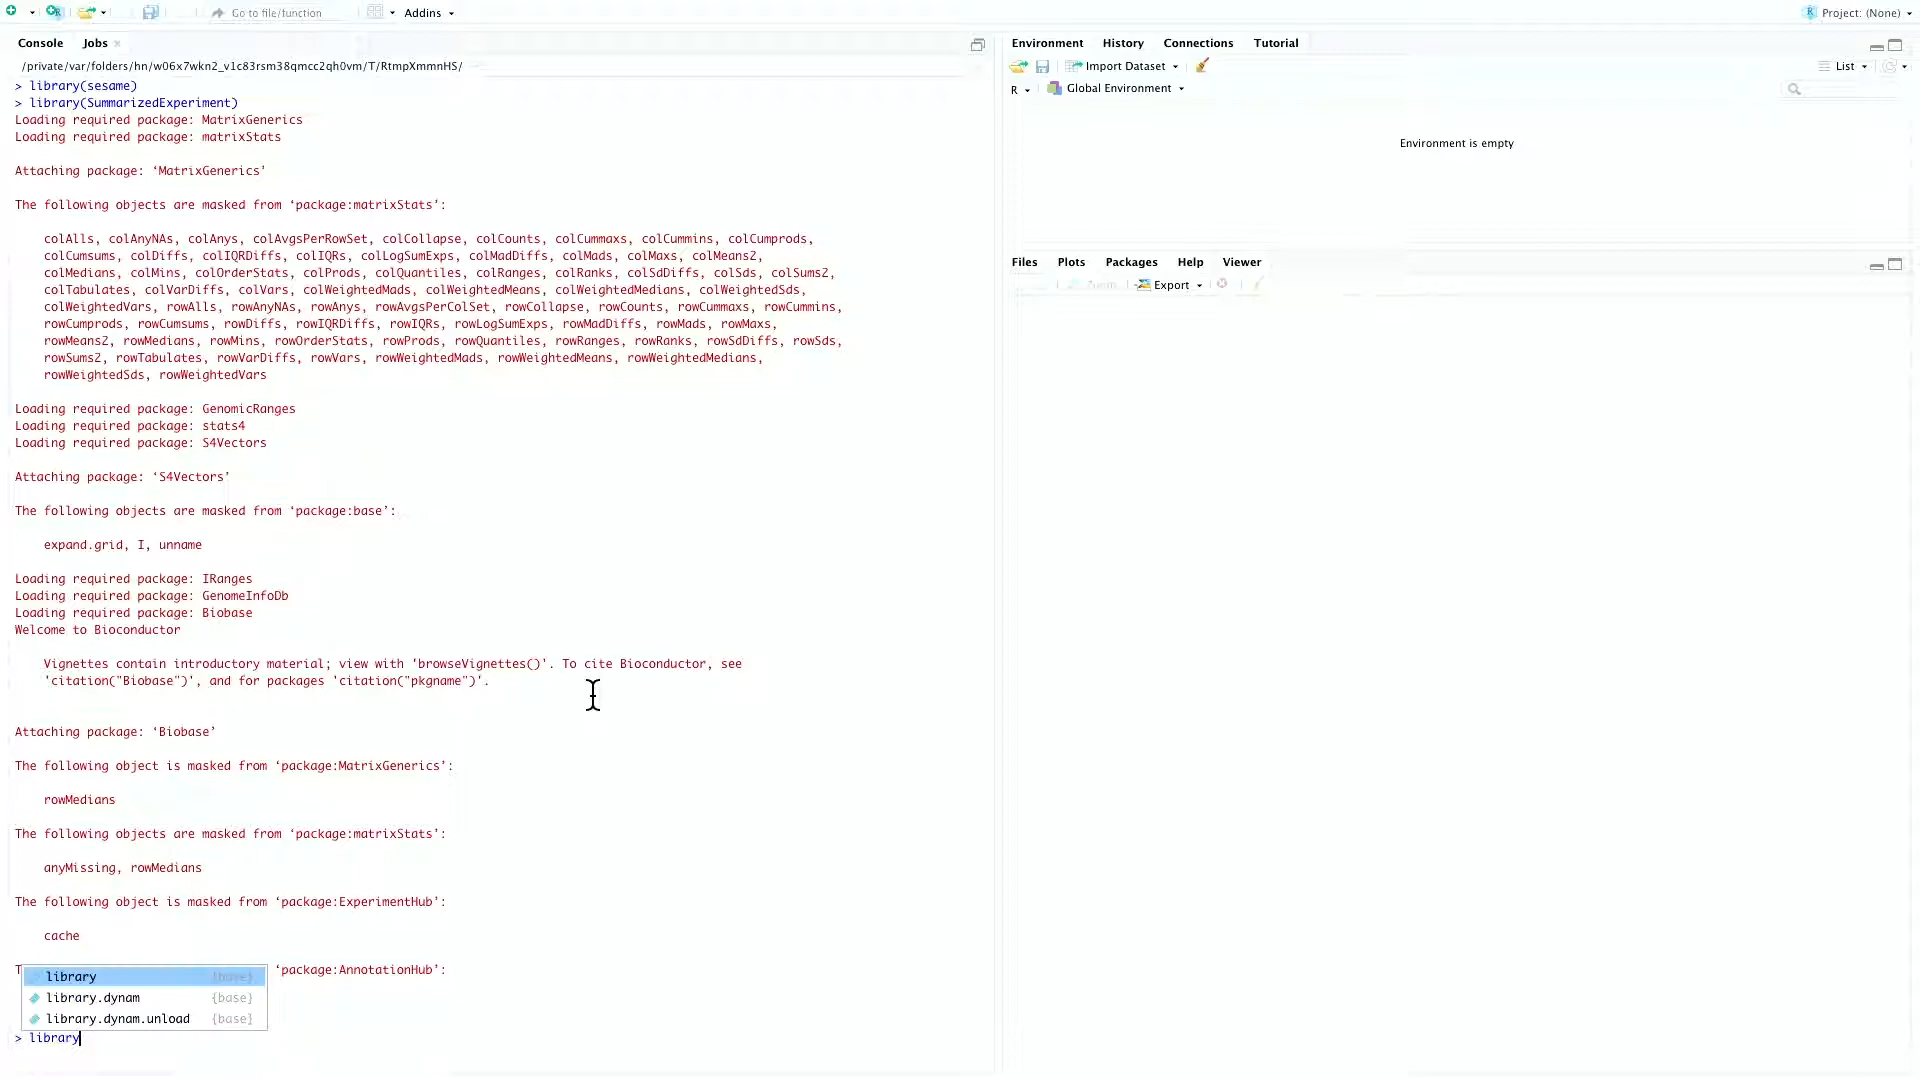 Go to file/function
Addins
Project: (None)
Console Jobs
Environment History Connections Tutorial
/private/var/folders/hn/w06x7wkn2_v1c83rsm38qmcc2qh0vm/T/RtmpXmmnHS/
Import Dataset
List
R
Global Environment
Environment is empty
> library(sesame)
> library(SummarizedExperiment)
Loading required package: MatrixGenerics
Loading required package: matrixStats
Attaching package: ‘MatrixGenerics’
The following objects are masked from ‘package:matrixStats’:
colAlls, colAnyNAs, colAnys, colAvgsPerRowSet, colCollapse, colCounts, colCummaxs, colCummins, colCumprods,
colCumsums, colDiffs, colIQRDiffs, colIQRs, colLogSumExps, colMadDiffs, colMads, colMaxs, colMeans2,
colMedians, colMins, colOrderStats, colProds, colQuantiles, colRanges, colRanks, colSdDiffs, colSds, colSums2,
colTabulates, colVarDiffs, colVars, colWeightedMads, colWeightedMeans, colWeightedMedians, colWeightedSds,
colWeightedVars, rowAlls, rowAnyNAs, rowAnys, rowAvgsPerColSet, rowCollapse, rowCounts, rowCummaxs, rowCummins,
rowCumprods, rowCumsums, rowDiffs, rowIQRDiffs, rowIQRs, rowLogSumExps, rowMadDiffs, rowMads, rowMaxs,
rowMeans2, rowMedians, rowMins, rowOrderStats, rowProds, rowQuantiles, rowRanges, rowRanks, rowSdDiffs, rowSds,
rowSums2, rowTabulates, rowVarDiffs, rowVars, rowWeightedMads, rowWeightedMeans, rowWeightedMedians,
rowWeightedSds, rowWeightedVars
Loading required package: GenomicRanges
Loading required package: stats4
Loading required package: S4Vectors
Attaching package: ‘S4Vectors’
The following objects are masked from ‘package:base’:
expand.grid, I, unname
Loading required package: IRanges
Loading required package: GenomeInfoDb
Loading required package: Biobase
Welcome to Bioconductor
Vignettes contain introductory material; view with 'browseVignettes()'. To cite Bioconductor, see
'citation("Biobase")', and for packages 'citation("pkgname")'.
Attaching package: ‘Biobase’
The following object is masked from ‘package:MatrixGenerics’:
rowMedians
The following objects are masked from ‘package:matrixStats’:
anyMissing, rowMedians
The following object is masked from ‘package:ExperimentHub’:
cache
T ‘package:AnnotationHub’:
library {base}
library.dynam {base}
library.dynam.unload {base}
> library
Files Plots Packages Help Viewer
Zoom Export